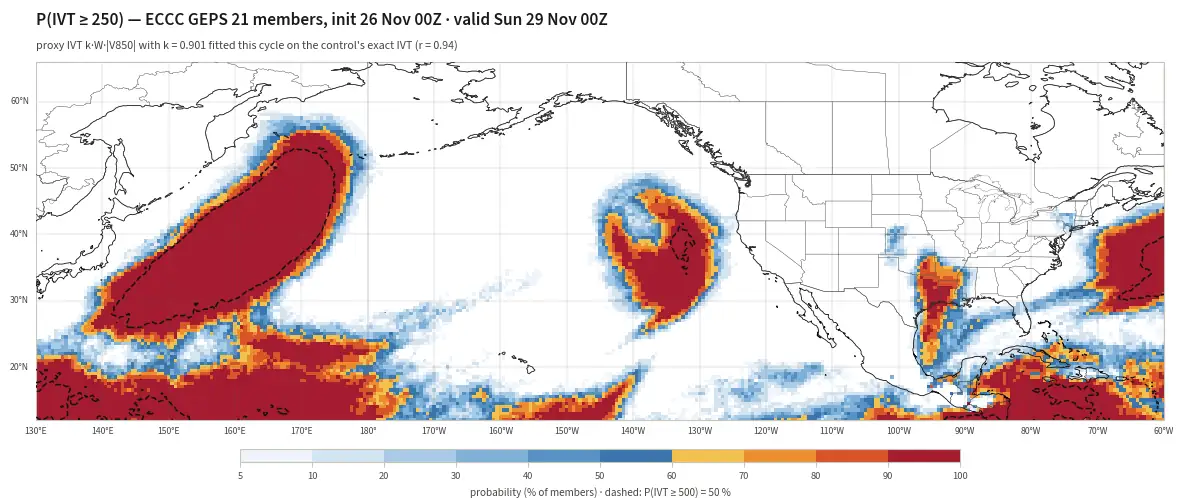 P(IVT ≥ 250) — ECCC GEPS 21 members, init 26 Nov 00Z · valid Sun 29 Nov 00Z
proxy IVT k·W·|V850| with k = 0.901 fitted this cycle on the control's exact IVT (r = 0.94)
60°N
50°N
40°N
30°N
20°N
130°E 140°E 150°E 160°E 170°E 180° 170°W 160°W 150°W 140°W 130°W 120°W 110°W 100°W 90°W 80°W 70°W 60°W
5 10 20 30 40 50 60 70 80 90 100
probability (% of members) · dashed: P(IVT ≥ 500) = 50 %